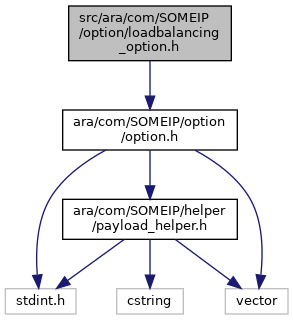 src/ara/com/SOMEIP
/option/loadbalancing
_option.h
ara/com/SOMEIP/option
/option.h
ara/com/SOMEIP/helper
/payload_helper.h
stdint.h
cstring
vector